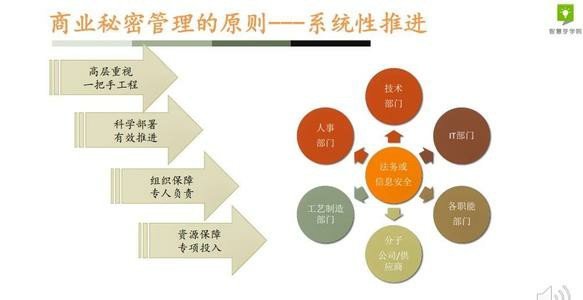 商业秘密管理的原则---系统性推进
智慧芽学院
高层重视
一把手工程
科学部署
有效推进
组织保障
专人负责
资源保障
专项投入
技术
部门
人事
部门
IT部门
法务或
信息安全
工艺制造
部门
各职能
部门
分子
公司/供
应商